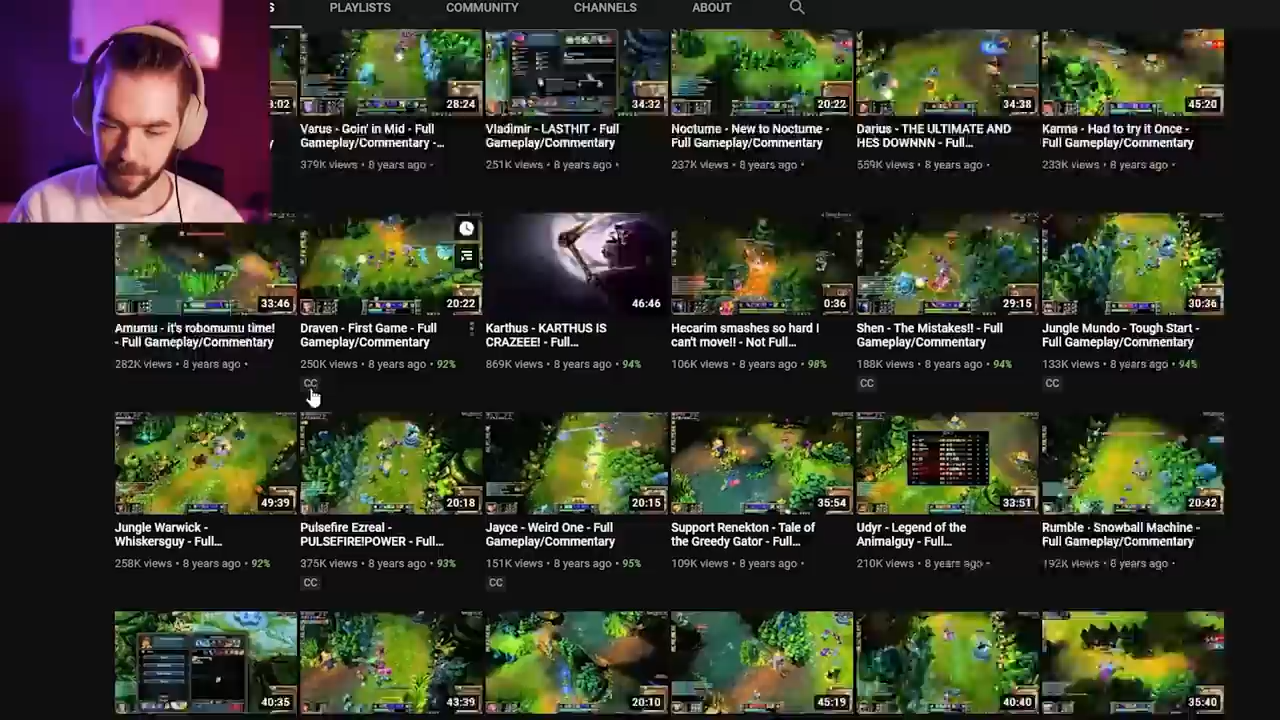 S PLAYLISTS COMMUNITY CHANNELS ABOUT
9:02 28:24 34:32 20:22 34:38 45:20
Varus - Goin' in Mid - Full
Gameplay/Commentary -...
379K views • 8 years ago •
Vladimir - LASTHIT - Full
Gameplay/Commentary
251K views • 8 years ago •
Nocturne - New to Nocturne -
Full Gameplay/Commentary
237K views • 8 years ago •
Darius - THE ULTIMATE AND
HES DOWNNN - Full...
559K views • 8 years ago •
Karma - Had to try it Once -
Full Gameplay/Commentary
233K views • 8 years ago •
33:46 20:22 46:46 0:36 29:15 30:36
Amumu - it's robomumu time!
- Full Gameplay/Commentary
282K views • 8 years ago •
Draven - First Game - Full
Gameplay/Commentary
250K views • 8 years ago • 92%
CC
Karthus - KARTHUS IS
CRAZEEE! - Full...
869K views • 8 years ago • 94%
Hecarim smashes so hard I
can't move!! - Not Full...
106K views • 8 years ago • 98%
Shen - The Mistakes!! - Full
Gameplay/Commentary
188K views • 8 years ago • 94%
CC
Jungle Mundo - Tough Start -
Full Gameplay/Commentary
133K views • 8 years ago • 94%
CC
49:39 20:18 20:15 35:54 33:51 20:42
Jungle Warwick -
Whiskersguy - Full...
258K views • 8 years ago • 92%
Pulsefire Ezreal -
PULSEFIRE!POWER - Full...
375K views • 8 years ago • 93%
CC
Jayce - Weird One - Full
Gameplay/Commentary
151K views • 8 years ago • 95%
CC
Support Renekton - Tale of
the Greedy Gator - Full...
109K views • 8 years ago •
Udyr - Legend of the
Animalguy - Full...
210K views • 8 years ago •
Rumble - Snowball Machine -
Full Gameplay/Commentary
192K views • 8 years ago •
40:35 43:39 20:10 45:19 40:40 35:40